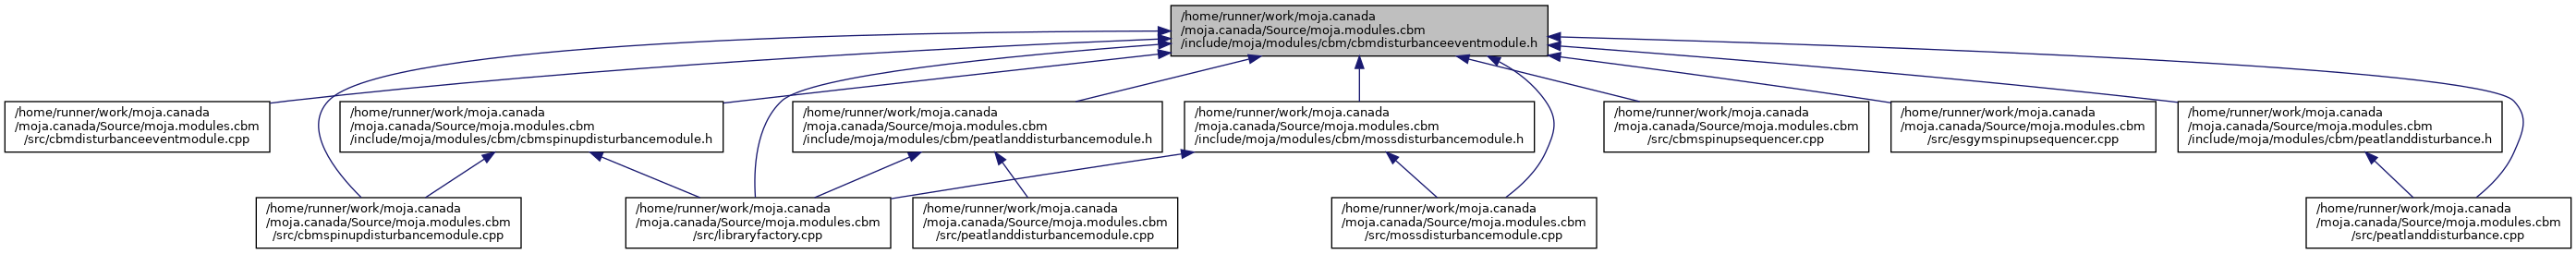 /home/runner/work/moja.canada
/moja.canada/Source/moja.modules.cbm
/include/moja/modules/cbm/cbmdisturbanceeventmodule.h
/home/runner/work/moja.canada
/moja.canada/Source/moja.modules.cbm
/src/cbmdisturbanceeventmodule.cpp
/home/runner/work/moja.canada
/moja.canada/Source/moja.modules.cbm
/include/moja/modules/cbm/cbmspinupdisturbancemodule.h
/home/runner/work/moja.canada
/moja.canada/Source/moja.modules.cbm
/include/moja/modules/cbm/peatlanddisturbancemodule.h
/home/runner/work/moja.canada
/moja.canada/Source/moja.modules.cbm
/include/moja/modules/cbm/mossdisturbancemodule.h
/home/runner/work/moja.canada
/moja.canada/Source/moja.modules.cbm
/src/cbmspinupsequencer.cpp
/home/runner/work/moja.canada
/moja.canada/Source/moja.modules.cbm
/src/esgymspinupsequencer.cpp
/home/runner/work/moja.canada
/moja.canada/Source/moja.modules.cbm
/include/moja/modules/cbm/peatlanddisturbance.h
/home/runner/work/moja.canada
/moja.canada/Source/moja.modules.cbm
/src/cbmspinupdisturbancemodule.cpp
/home/runner/work/moja.canada
/moja.canada/Source/moja.modules.cbm
/src/libraryfactory.cpp
/home/runner/work/moja.canada
/moja.canada/Source/moja.modules.cbm
/src/peatlanddisturbancemodule.cpp
/home/runner/work/moja.canada
/moja.canada/Source/moja.modules.cbm
/src/mossdisturbancemodule.cpp
/home/runner/work/moja.canada
/moja.canada/Source/moja.modules.cbm
/src/peatlanddisturbance.cpp